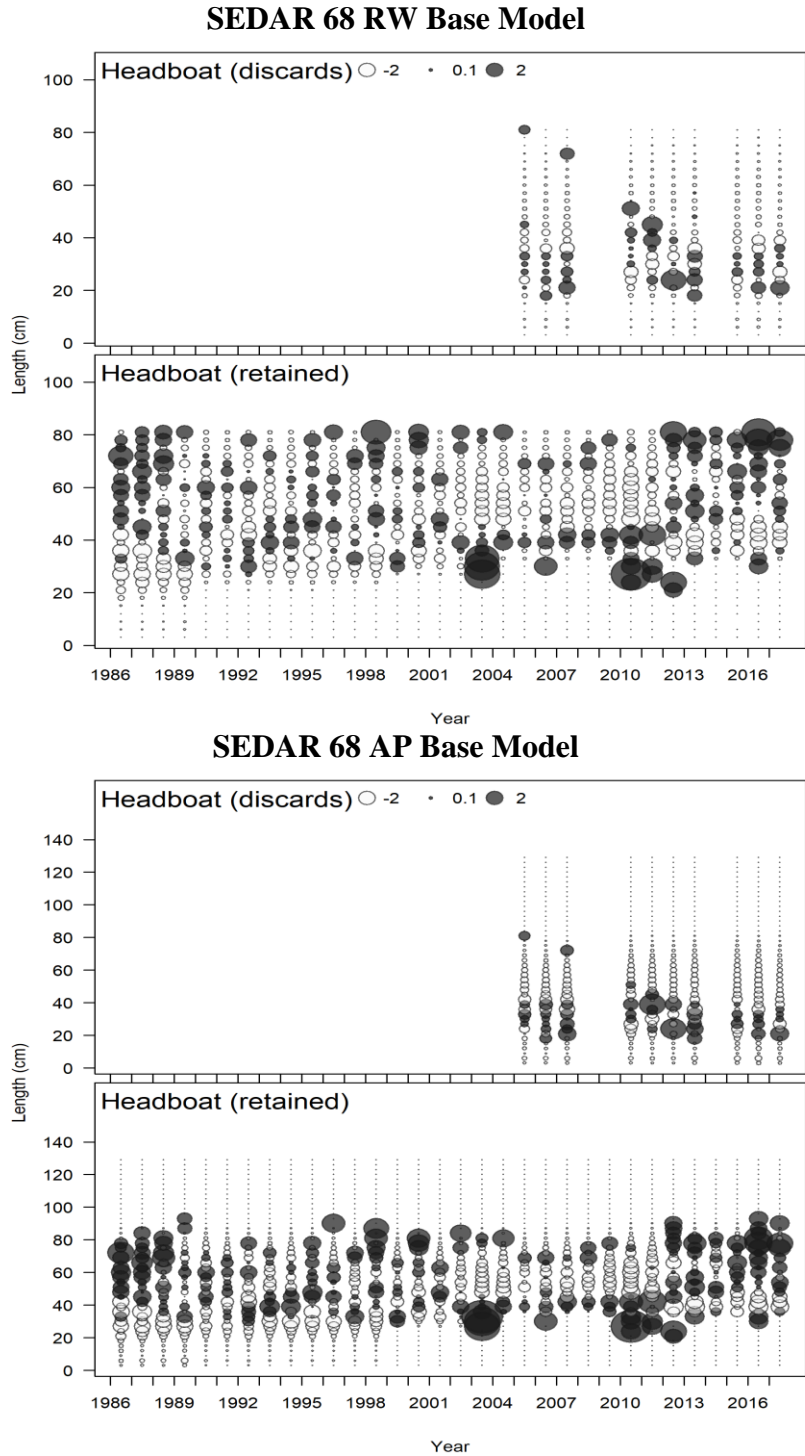 SEDAR 68 RW Base Model
Headboat (discards) -2 0.1 2
100
80
60
40
20
0
Headboat (retained)
100
80
60
40
20
0
Length (cm)
1986 1989 1992 1995 1998 2001 2004 2007 2010 2013 2016
Year
SEDAR 68 AP Base Model
Headboat (discards) -2 0.1 2
140
120
100
80
60
40
20
0
Headboat (retained)
140
120
100
80
60
40
20
0
Length (cm)
1986 1989 1992 1995 1998 2001 2004 2007 2010 2013 2016
Year